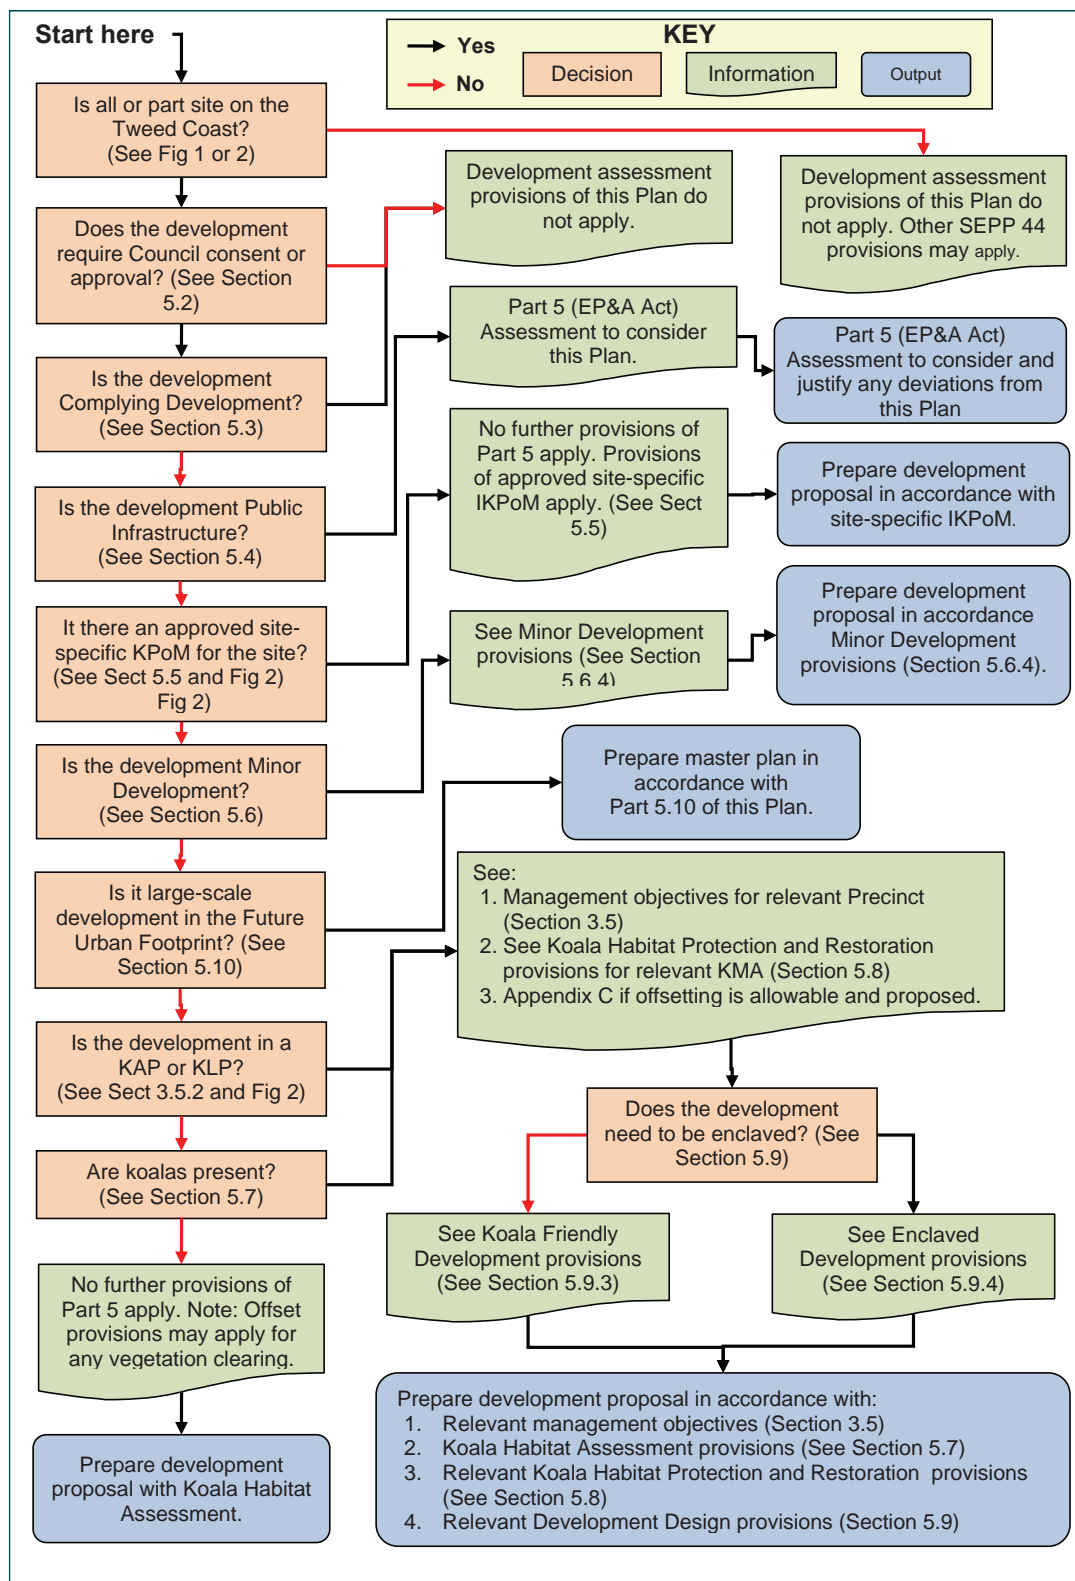 Start here
KEY
Yes
No
Decision
Information
Output
Is all or part site on the
Tweed Coast?
(See Fig 1 or 2)
Development assessment
provisions of this Plan do
not apply.
Development assessment
provisions of this Plan do
not apply. Other SEPP 44
provisions may apply.
Does the development
require Council consent or
approval? (See Section
5.2)
Part 5 (EP&A Act)
Assessment to consider
this Plan.
Part 5 (EP&A Act)
Assessment to consider and
justify any deviations from
this Plan
Is the development
Complying Development?
(See Section 5.3)
No further provisions of
Part 5 apply. Provisions
of approved site-specific
IKPoM apply. (See Sect
5.5)
Prepare development
proposal in accordance with
site-specific IKPoM.
Is the development Public
Infrastructure?
(See Section 5.4)
Prepare development
proposal in accordance
Minor Development
provisions (Section 5.6.4).
It there an approved site-
specific KPoM for the site?
(See Sect 5.5 and Fig 2)
Fig 2)
See Minor Development
provisions (See Section
5.6.4)
Is the development Minor
Development?
(See Section 5.6)
Prepare master plan in
accordance with
Part 5.10 of this Plan.
Is it large-scale
development in the Future
Urban Footprint? (See
Section 5.10)
See:
1. Management objectives for relevant Precinct
(Section 3.5)
2. See Koala Habitat Protection and Restoration
provisions for relevant KMA (Section 5.8)
3. Appendix C if offsetting is allowable and proposed.
Is the development in a
KAP or KLP?
(See Sect 3.5.2 and Fig 2)
Does the development
need to be enclaved? (See
Section 5.9)
Are koalas present?
(See Section 5.7)
See Koala Friendly
Development provisions
(See Section 5.9.3)
See Enclaved
Development provisions
(See Section 5.9.4)
No further provisions of
Part 5 apply. Note: Offset
provisions may apply for
any vegetation clearing.
Prepare development
proposal with Koala Habitat
Assessment.
Prepare development proposal in accordance with:
1. Relevant management objectives (Section 3.5)
2. Koala Habitat Assessment provisions (See Section 5.7)
3. Relevant Koala Habitat Protection and Restoration provisions
(See Section 5.8)
4. Relevant Development Design provisions (Section 5.9)